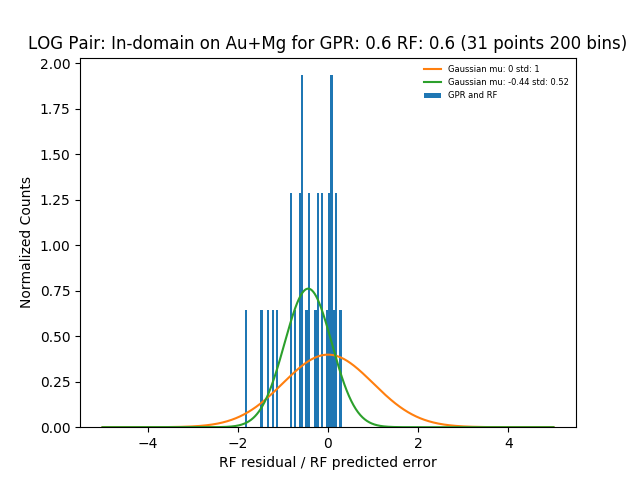 LOG Pair: In-domain on Au+Mg for GPR: 0.6 RF: 0.6 (31 points 200 bins)
Gaussian mu: 0 std: 1
Gaussian mu: -0.44 std: 0.52
GPR and RF
2.00
1.75
1.50
1.25
1.00
0.75
0.50
0.25
0.00
Normalized Counts
−4
−2
0
2
4
RF residual / RF predicted error